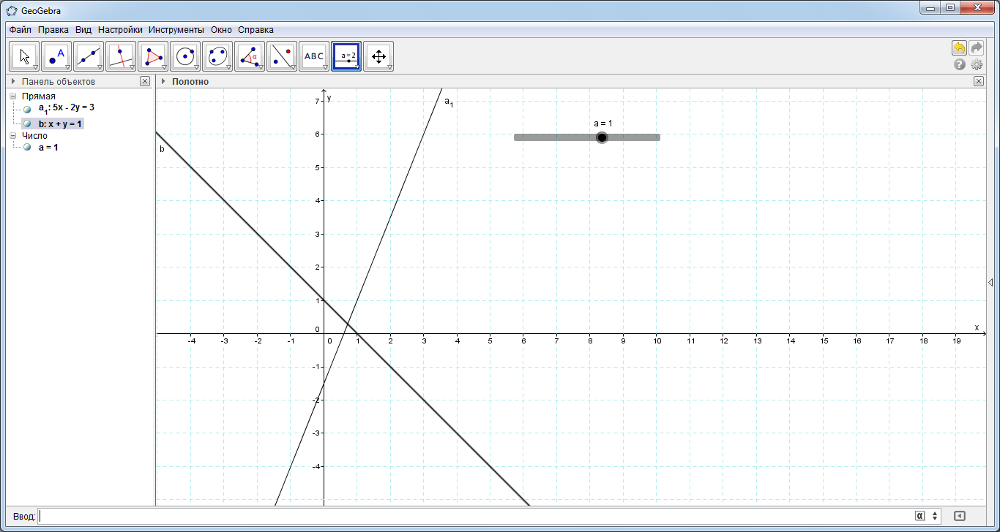 GeoGebra
Файл Правка Вид Настройки Инструменты Окно Справка
A α ABC a = 2
Панель объектов
Полотно
Прямая
a1: 5x - 2y = 3
b: x + y = 1
Число
a = 1
y
a1
a = 1
b
x
7
6
5
4
3
2
1
0
-1
-2
-3
-4
-4 -3 -2 -1 0 1 2 3 4 5 6 7 8 9 10 11 12 13 14 15 16 17 18 19
Ввод: α